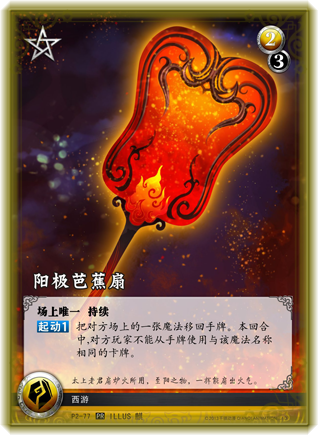 2
3
阳极芭蕉扇
场上唯一 持续
起动1 把对方场上的一张魔法移回手牌。本回合
中,对方玩家不能从手牌使用与该魔法名称
相同的卡牌。
太上老君扇炉火所用，至阳之物，一挥能扇出火气。
西游
P2-77 PR ILLUS 麒